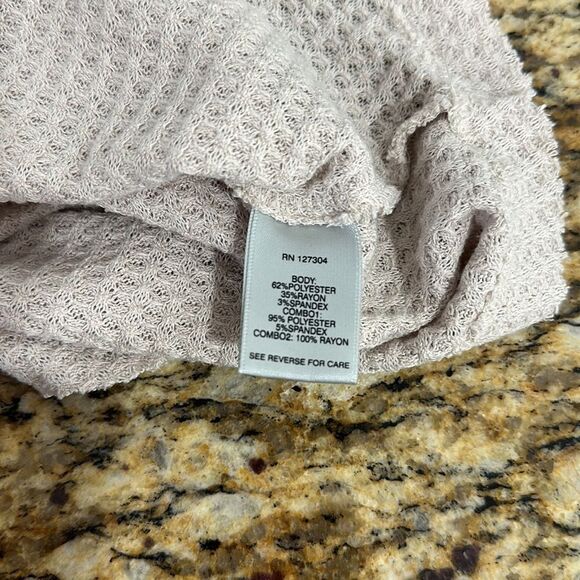 RN 127304
BODY:
62%POLYESTER
35%RAYON
3%SPANDEX
COMBO1:
95% POLYESTER
5%SPANDEX
COMBO2: 100% RAYON
SEE REVERSE FOR CARE